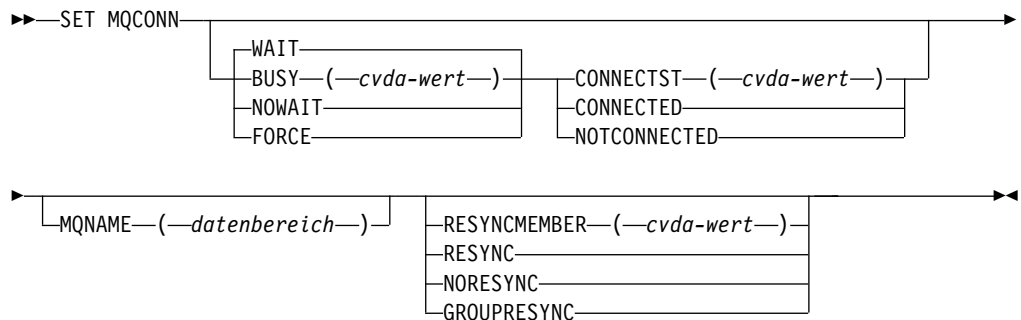 SET MQCONN
WAIT
BUSY ( cvda-wert )
NOWAIT
FORCE
CONNECTST ( cvda-wert )
CONNECTED
NOTCONNECTED
MQNAME ( datenbereich )
RESYNCMEMBER ( cvda-wert )
RESYNC
NORESYNC
GROUPRESYNC